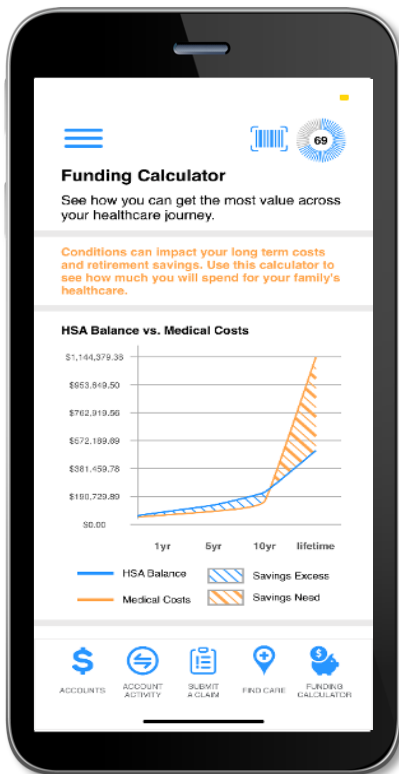 69
Funding Calculator
See how you can get the most value across
your healthcare journey.
Conditions can impact your long term costs
and retirement savings. Use this calculator to
see how much you will spend for your family's
healthcare.
HSA Balance vs. Medical Costs
$1,144,379.38
$953,649.50
$762,919.56
$572,189.69
$381,459.78
$190,729.89
$0.00
1yr 5yr 10yr lifetime
HSA Balance Savings Excess
Medical Costs Savings Need
ACCOUNTS ACCOUNT ACTIVITY SUBMIT A CLAIM FIND CARE FUNDING CALCULATOR